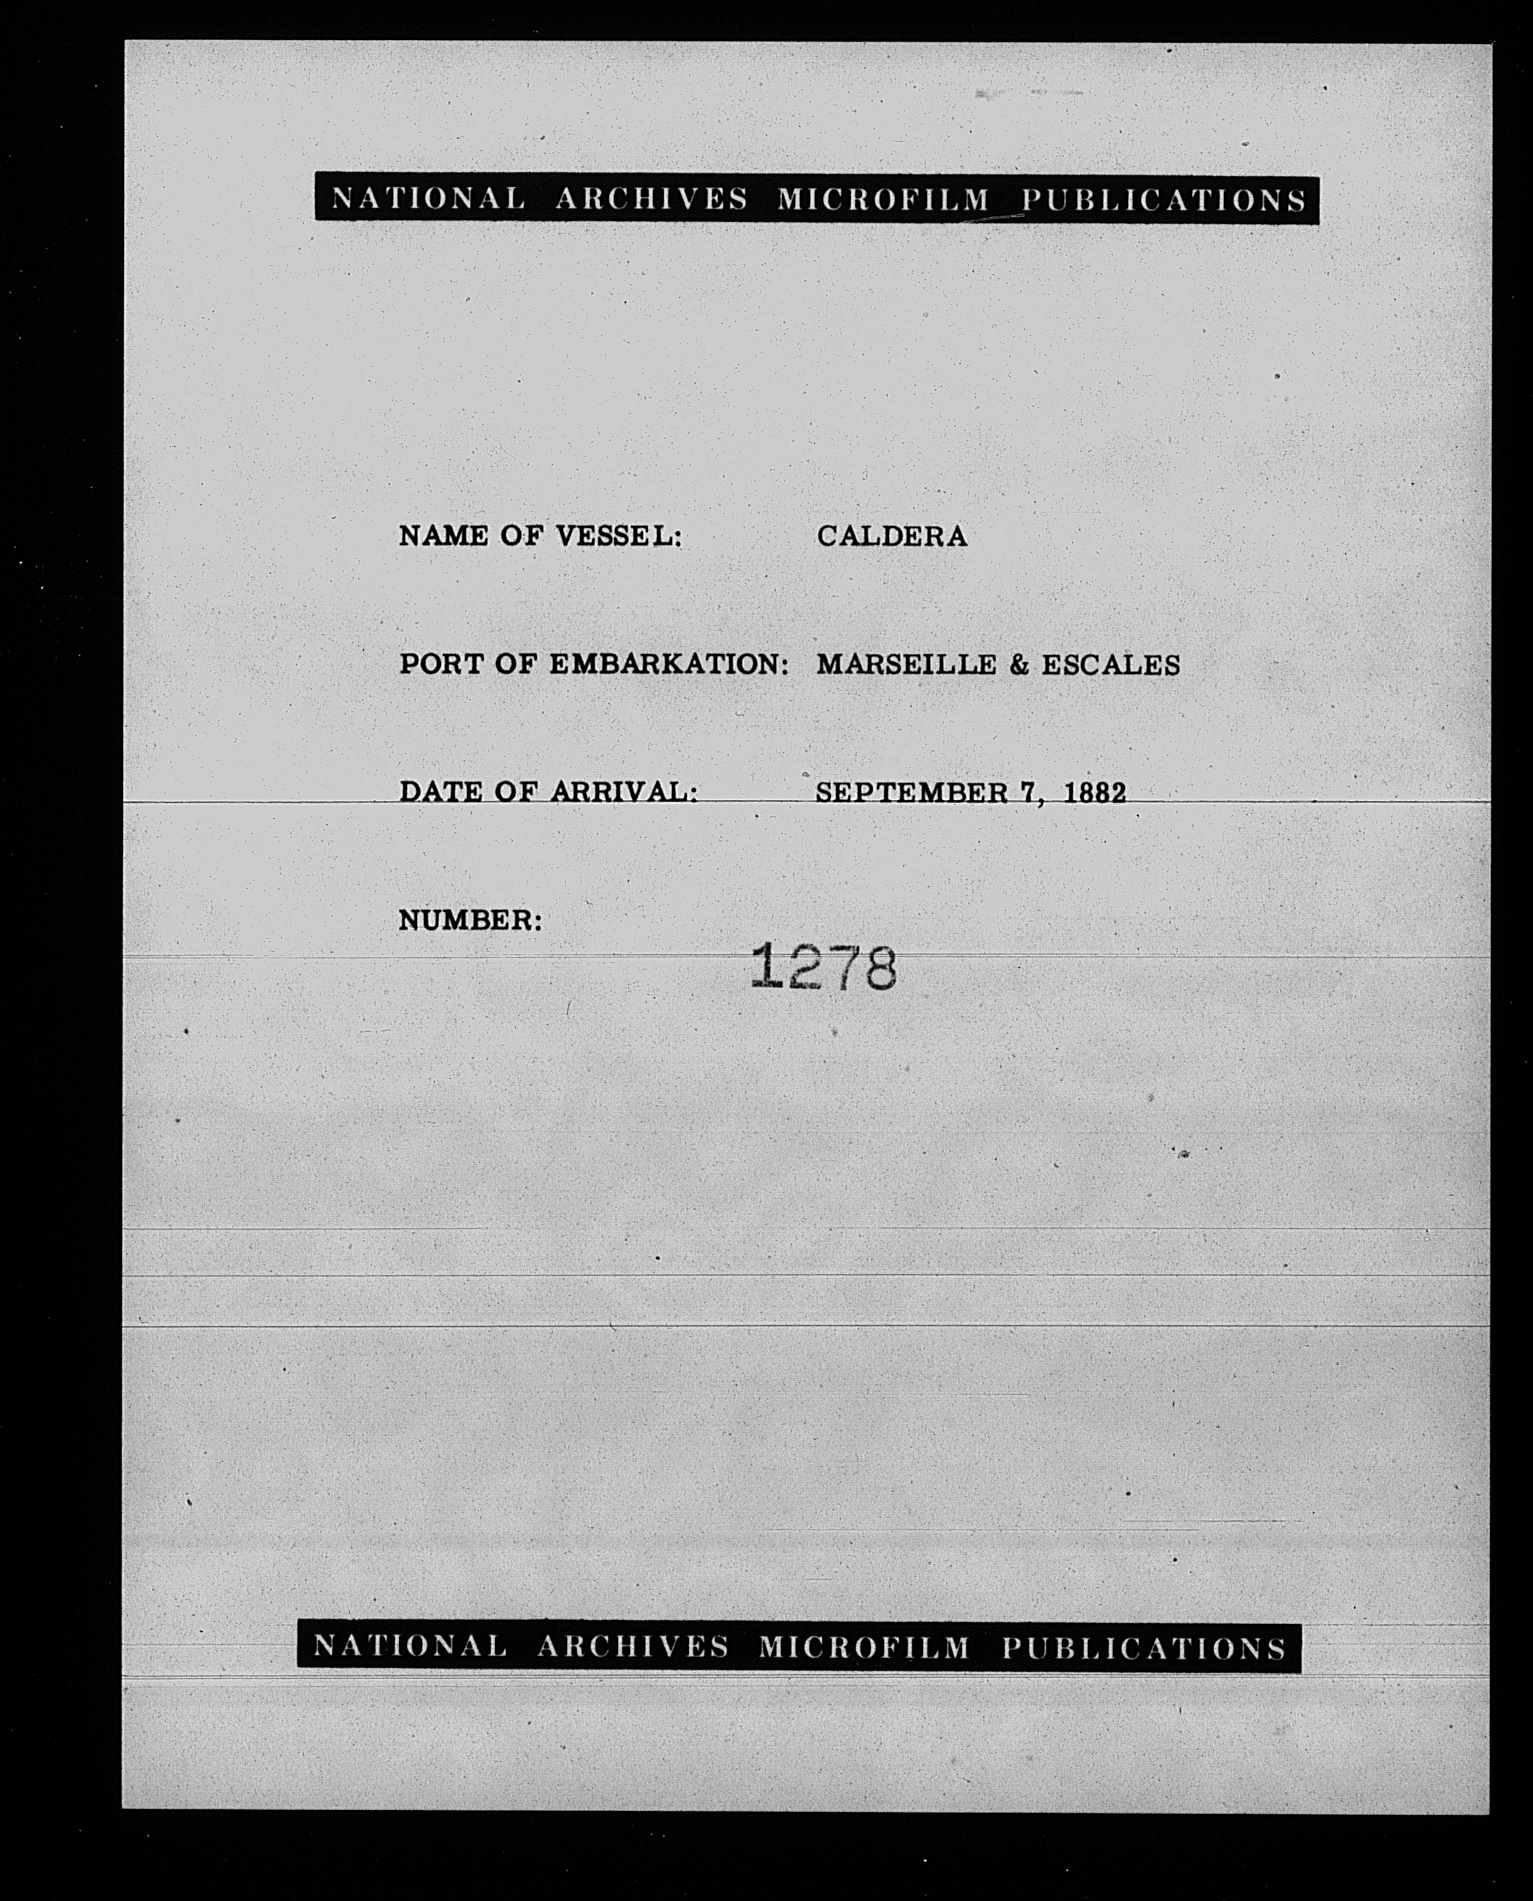 NATIONAL ARCHIVES MICROFILM PUBLICATIONS
NAME OF VESSEL: CALDERA
PORT OF EMBARKATION: MARSEILLE & ESCALES
DATE OF ARRIVAL: SEPTEMBER 7, 1882
NUMBER:
1278
NATIONAL ARCHIVES MICROFILM PUBLICATIONS